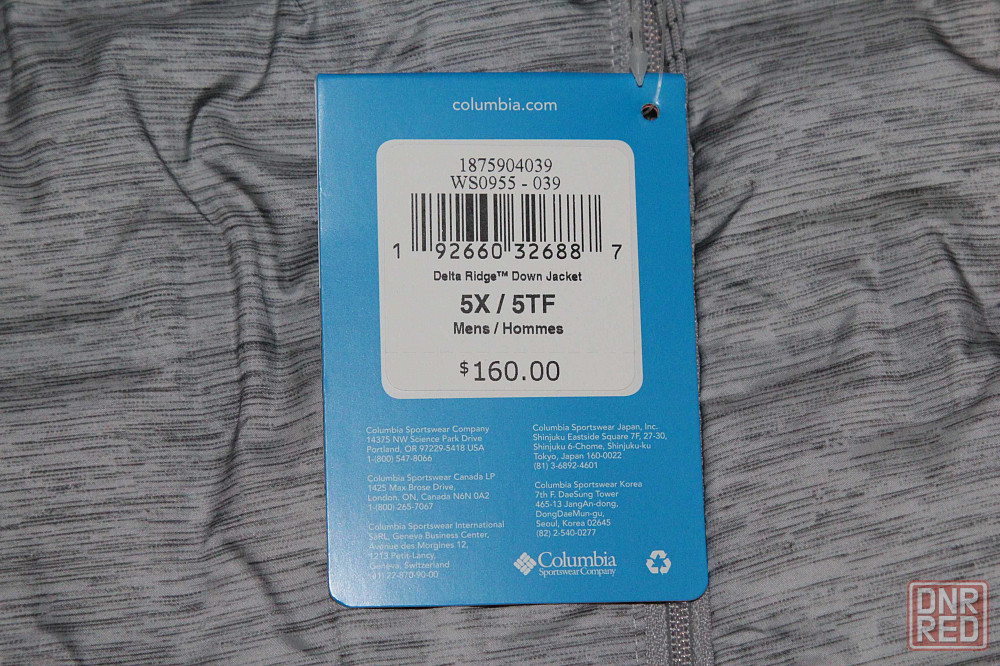 columbia.com
1875904039
WS0955 - 039
1 92660 32688 7
Delta Ridge™ Down Jacket
5X / 5TF
Mens / Hommes
$160.00
Columbia Sportswear Company
14375 NW Science Park Drive
Portland, OR 97229-5418 USA
1-(800) 547-8066
Columbia Sportswear Canada LP
1425 Max Brose Drive,
London, ON, Canada N6N 0A2
1-(800) 265-7067
Columbia Sportswear International
SàRL, Geneva Business Center,
Avenue des Morgines 12,
1213 Petit-Lancy,
Geneva, Switzerland
+41) 22-870-90-00
Columbia Sportswear Japan, Inc.
Shinjuku Eastside Square 7F, 27-30,
Shinjuku 6-Chome, Shinjuku-ku
Tokyo, Japan 160-0022
(81) 3-6892-4601
Columbia Sportswear Korea
7th F. DaeSung Tower
465-13 JangAn-dong,
DongDaeMun-gu,
Seoul, Korea 02645
(82) 2-540-0277
Columbia
Sportswear Company
DNR
RED